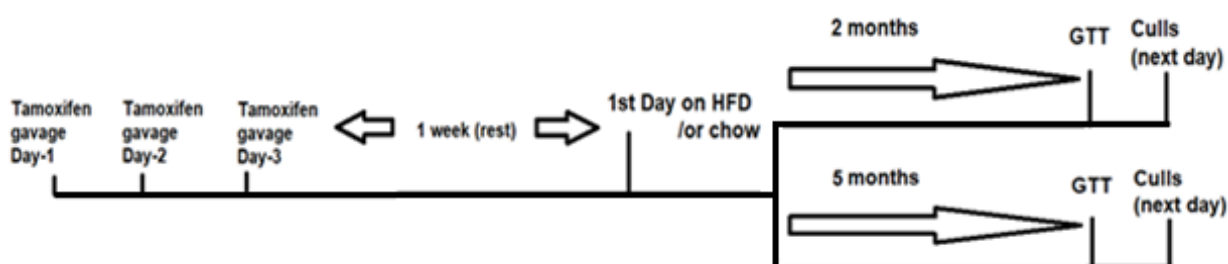 Tamoxifen
gavage
Day-1
Tamoxifen
gavage
Day-2
Tamoxifen
gavage
Day-3
1 week (rest)
1st Day on HFD
/or chow
2 months
GTT
Culls
(next day)
5 months
GTT
Culls
(next day)